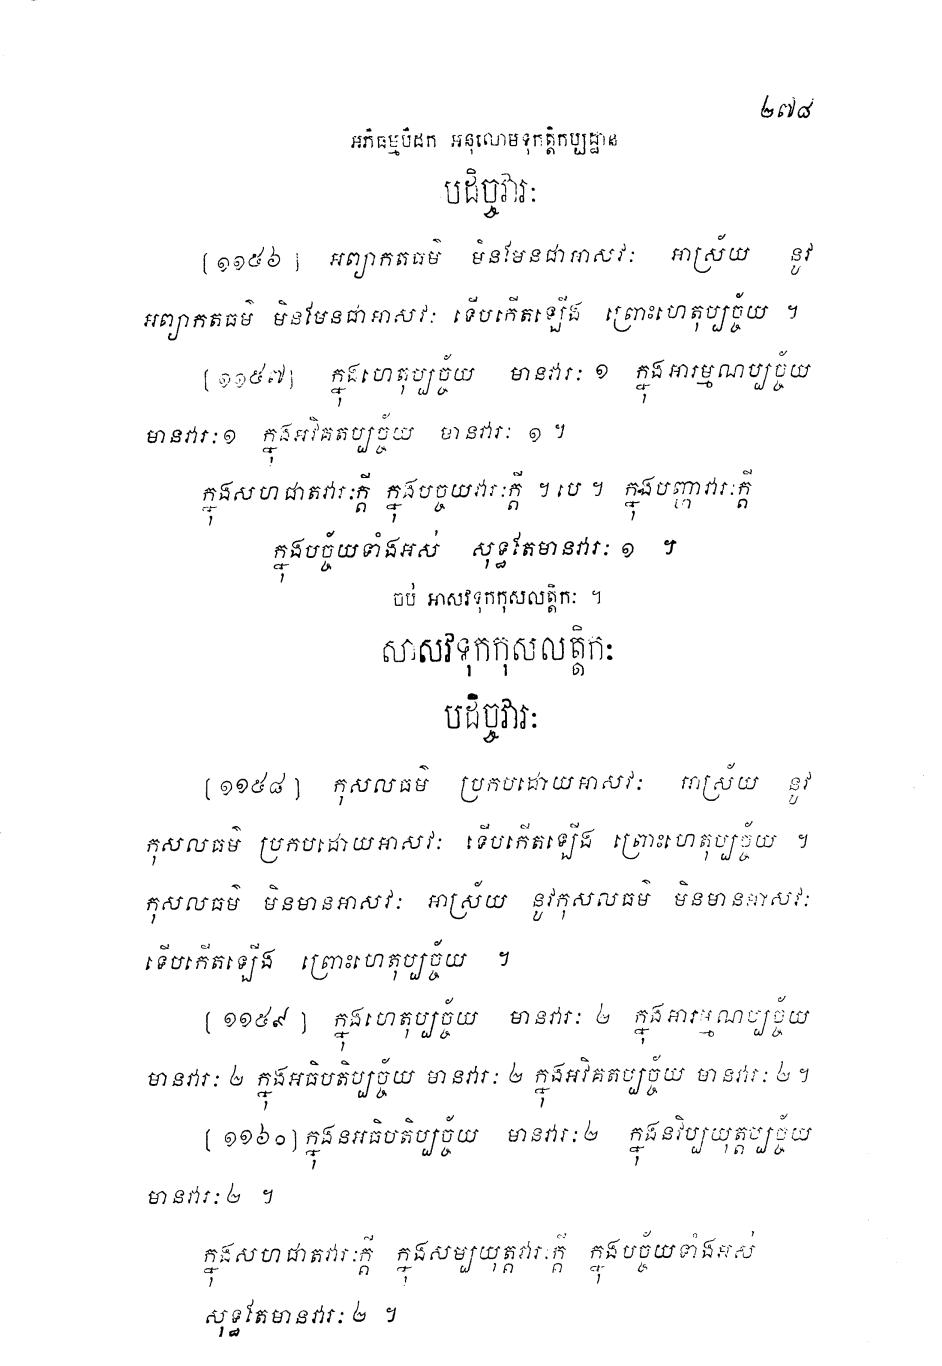 ២៧៨
អភិធម្មបិដក អនុលោមទុកត្តិកប្បដ្ឋាន
បដិច្ចវារៈ
[១១៥៦] អព្យាកតធម៌ មិនមែនជាអាសវៈ អាស្រ័យ នូវ
អព្យាកតធម៌ មិនមែនជាអាសវៈ ទើបកើតឡើង ព្រោះហេតុប្បច្ច័យ ។
[១១៥៧] ក្នុងហេតុប្បច្ច័យ មានវារៈ ១ ក្នុងអារម្មណប្បច្ច័យ
មានវារៈ ១ ក្នុងអវិគតប្បច្ច័យ មានវារៈ ១ ។
ក្នុងសហជាតវារៈក្តី ក្នុងបច្ចយវារៈក្តី ។ បេ ។ ក្នុងបញ្ហាវារៈក្តី
ក្នុងបច្ច័យទាំងអស់ សុទ្ធតែមានវារៈ ១ ។
ចប់ អាសវទុកកុសលត្តិកៈ ។
សាសវទុកកុសលត្តិកៈ
បដិច្ចវារៈ
[១១៥៨] កុសលធម៌ ប្រកបដោយអាសវៈ អាស្រ័យ នូវ
កុសលធម៌ ប្រកបដោយអាសវៈ ទើបកើតឡើង ព្រោះហេតុប្បច្ច័យ ។
កុសលធម៌ មិនមានអាសវៈ អាស្រ័យ នូវកុសលធម៌ មិនមានអាសវៈ
ទើបកើតឡើង ព្រោះហេតុប្បច្ច័យ ។
[១១៥៩] ក្នុងហេតុប្បច្ច័យ មានវារៈ ២ ក្នុងអារម្មណប្បច្ច័យ
មានវារៈ ២ ក្នុងអធិបតិប្បច្ច័យ មានវារៈ ២ ក្នុងអវិគតប្បច្ច័យ មានវារៈ ២ ។
[១១៦០] ក្នុងនអធិបតិប្បច្ច័យ មានវារៈ ២ ក្នុងនវិប្បយុត្តប្បច្ច័យ
មានវារៈ ២ ។
ក្នុងសហជាតវារៈក្តី ក្នុងសម្បយុត្តវារៈក្តី ក្នុងបច្ច័យទាំងអស់
សុទ្ធតែមានវារៈ ២ ។